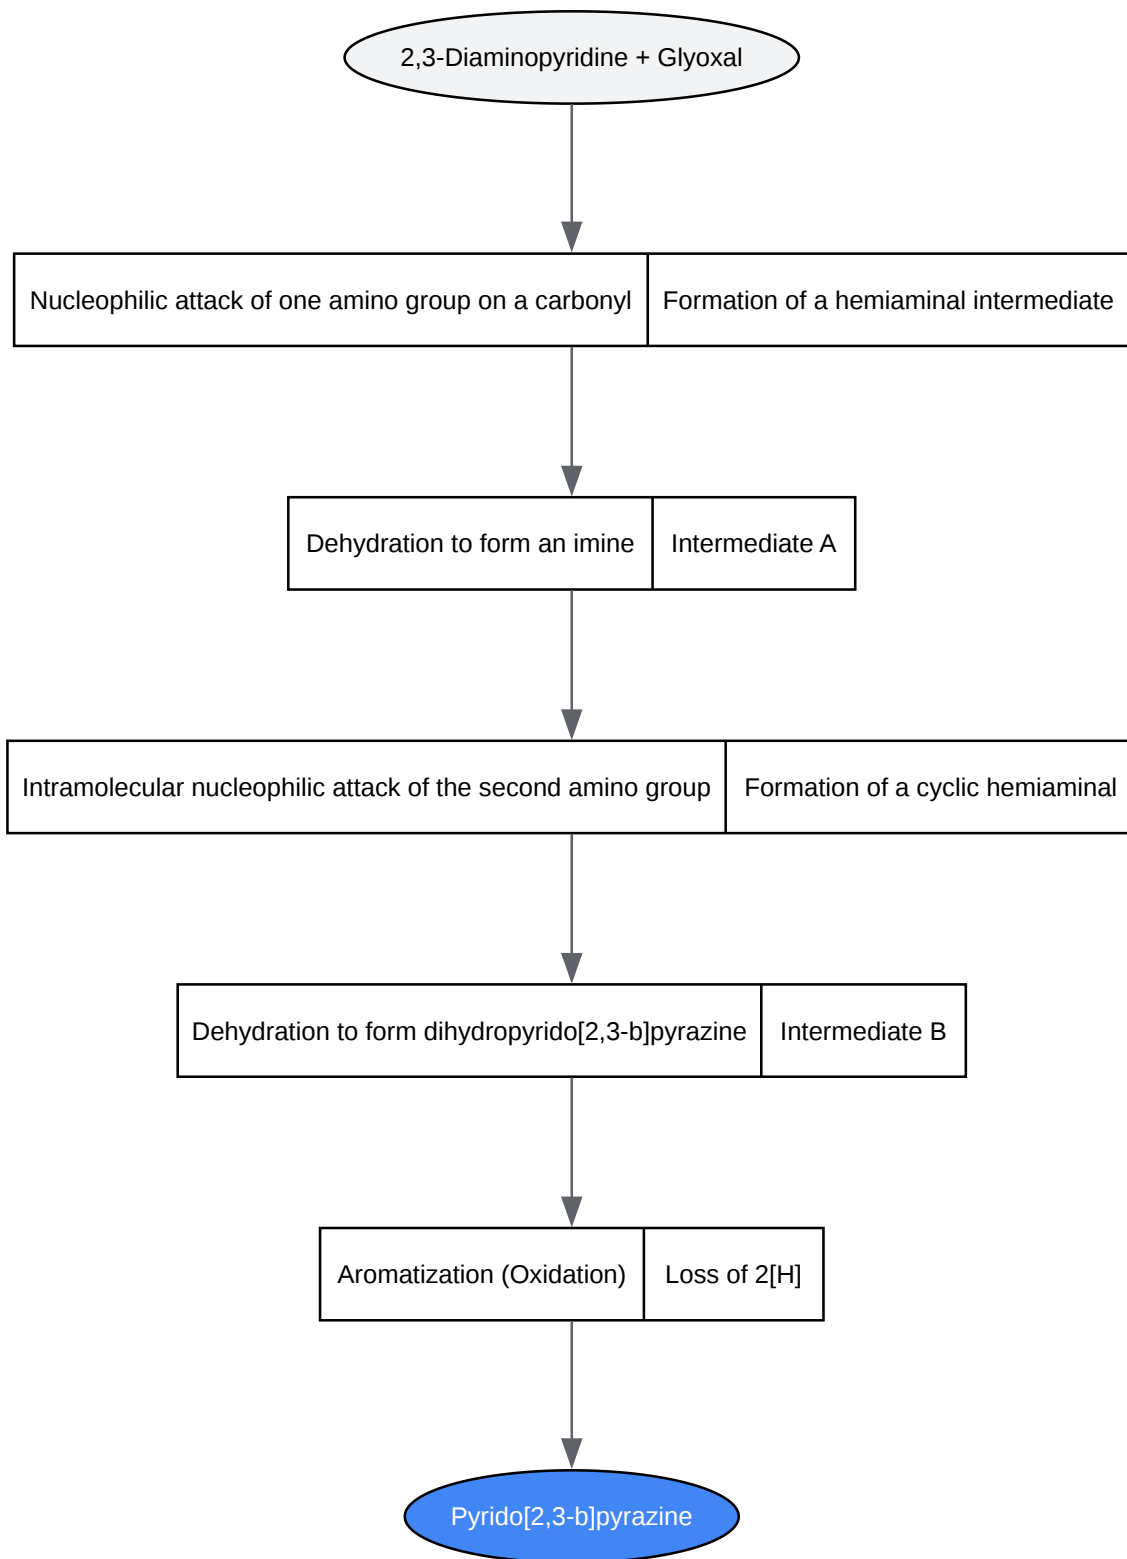 2,3-Diaminopyridine + Glyoxal
Nucleophilic attack of one amino group on a carbonyl
Formation of a hemiaminal intermediate
Dehydration to form an imine
Intermediate A
Intramolecular nucleophilic attack of the second amino group
Formation of a cyclic hemiaminal
Dehydration to form dihydropyrido[2,3-b]pyrazine
Intermediate B
Aromatization (Oxidation)
Loss of 2[H]
Pyrido[2,3-b]pyrazine